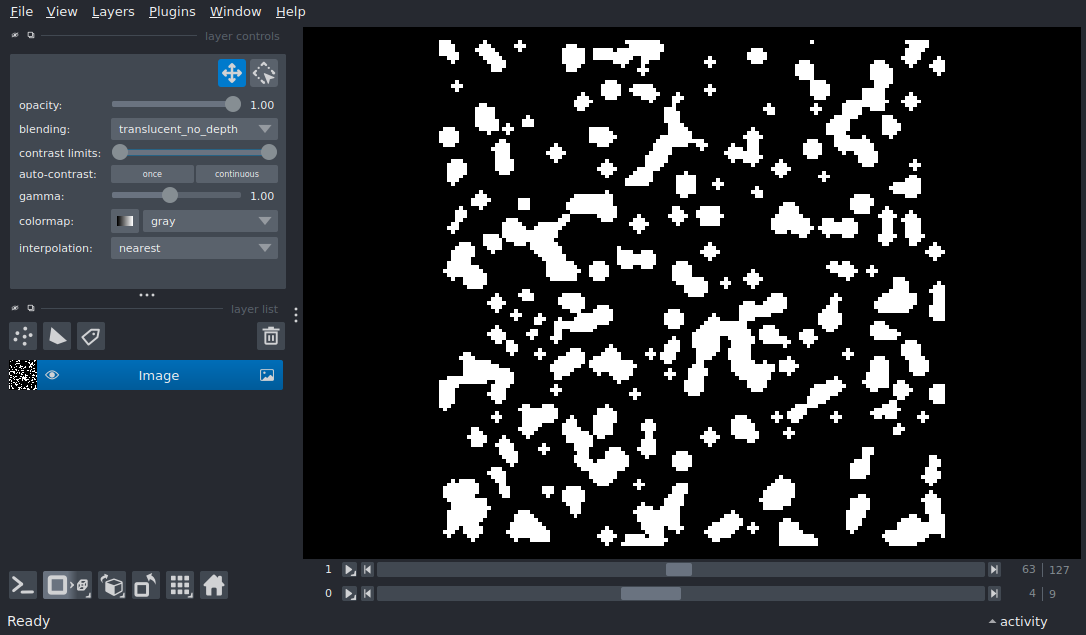 File View Layers Plugins Window Help
layer controls
opacity: 1.00
blending: translucent_no_depth
contrast limits:
auto-contrast: once continuous
gamma: 1.00
colormap: gray
interpolation: nearest
layer list
Image
1 63 127
0 4 9
Ready activity